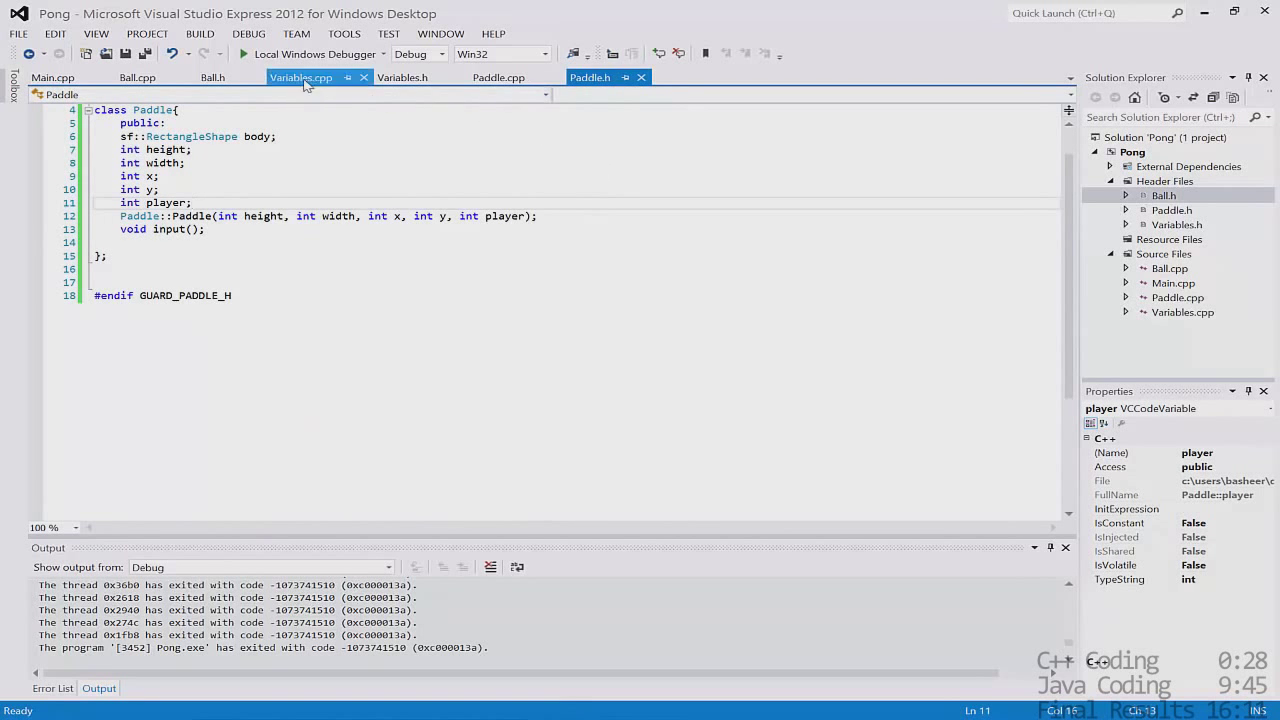 Pong - Microsoft Visual Studio Express 2012 for Windows Desktop
Quick Launch (Ctrl+Q)
FILE EDIT VIEW PROJECT BUILD DEBUG TEAM TOOLS TEST WINDOW HELP
Local Windows Debugger Debug Win32
Toolbox
Main.cpp Ball.cpp Ball.h Variables.cpp Variables.h Paddle.cpp Paddle.h
Paddle
4 class Paddle{
5 public:
6 sf::RectangleShape body;
7 int height;
8 int width;
9 int x;
10 int y;
11 int player;
12 Paddle::Paddle(int height, int width, int x, int y, int player);
13 void input();
14
15 };
16
17
18 #endif GUARD_PADDLE_H
100 %
Solution Explorer
Search Solution Explorer (Ctrl+;)
Solution 'Pong' (1 project)
Pong
External Dependencies
Header Files
Ball.h
Paddle.h
Variables.h
Resource Files
Source Files
Ball.cpp
Main.cpp
Paddle.cpp
Variables.cpp
Properties
player VCCodeVariable
C++
(Name) player
Access public
File c:\users\basheer\c
FullName Paddle::player
InitExpression
IsConstant False
IsInjected False
IsShared False
IsVolatile False
TypeString int
C++
Output
Show output from: Debug
The thread 0x36b0 has exited with code -1073741510 (0xc000013a).
The thread 0x2618 has exited with code -1073741510 (0xc000013a).
The thread 0x2940 has exited with code -1073741510 (0xc000013a).
The thread 0x274c has exited with code -1073741510 (0xc000013a).
The thread 0x1fb8 has exited with code -1073741510 (0xc000013a).
The program '[3452] Pong.exe' has exited with code -1073741510 (0xc000013a).
Error List Output
C++ Coding 0:28
Java Coding 9:45
Final Results 16:11
Ready Ln 11 Col 16 Ch 13 INS